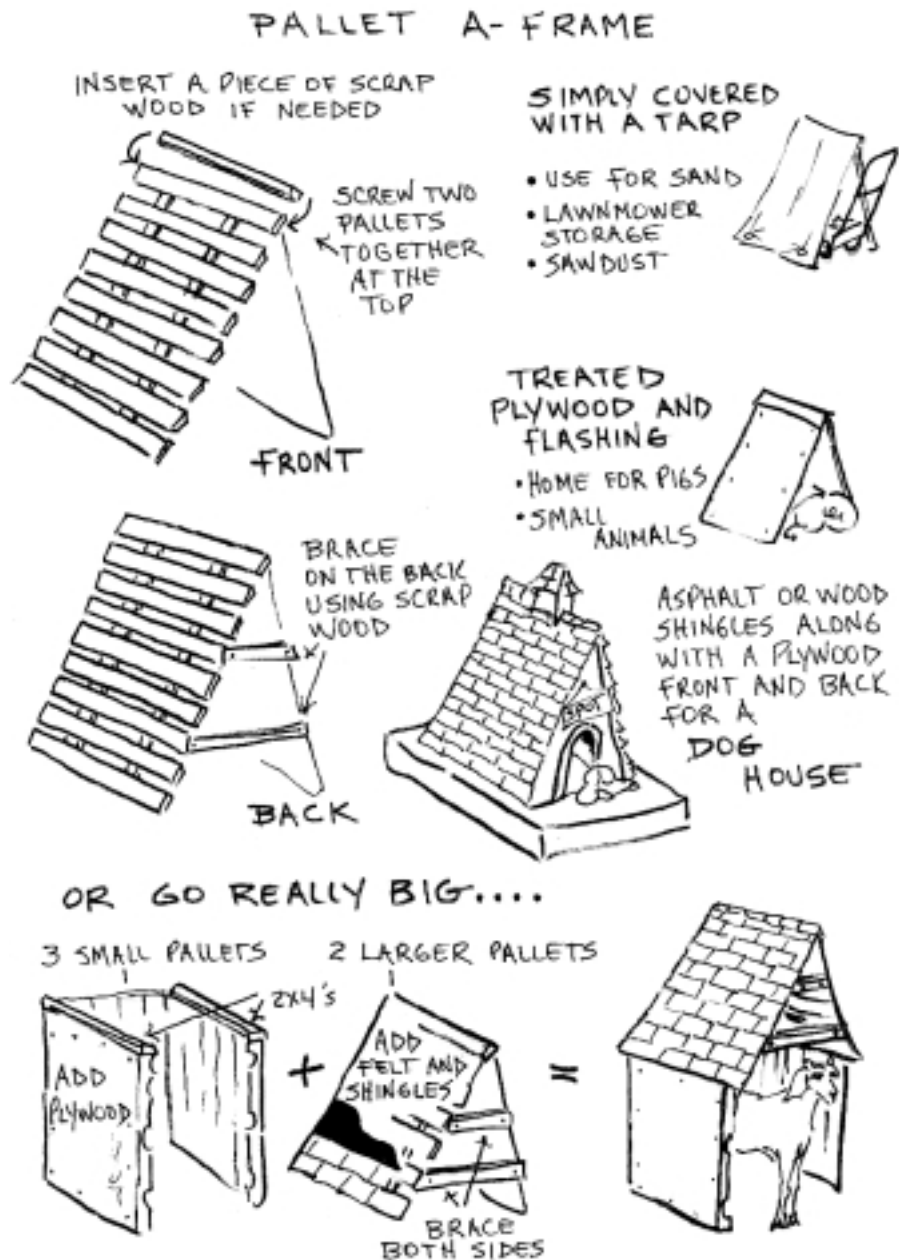 PALLET A-FRAME
INSERT A PIECE OF SCRAP
WOOD IF NEEDED
SCREW TWO
PALLETS
TOGETHER
AT THE
TOP
FRONT
SIMPLY COVERED
WITH A TARP
• USE FOR SAND
• LAWNMOWER
STORAGE
• SAWDUST
TREATED
PLYWOOD AND
FLASHING
• HOME FOR PIGS
• SMALL
ANIMALS
BRACE
ON THE BACK
USING SCRAP
WOOD
BACK
ASPHALT OR WOOD
SHINGLES ALONG
WITH A PLYWOOD
FRONT AND BACK
FOR A
DOG
HOUSE
OR GO REALLY BIG....
3 SMALL PALLETS
2X4's
ADD
PLYWOOD
+
2 LARGER PALLETS
ADD
FELT AND
SHINGLES
BRACE
BOTH SIDES
=